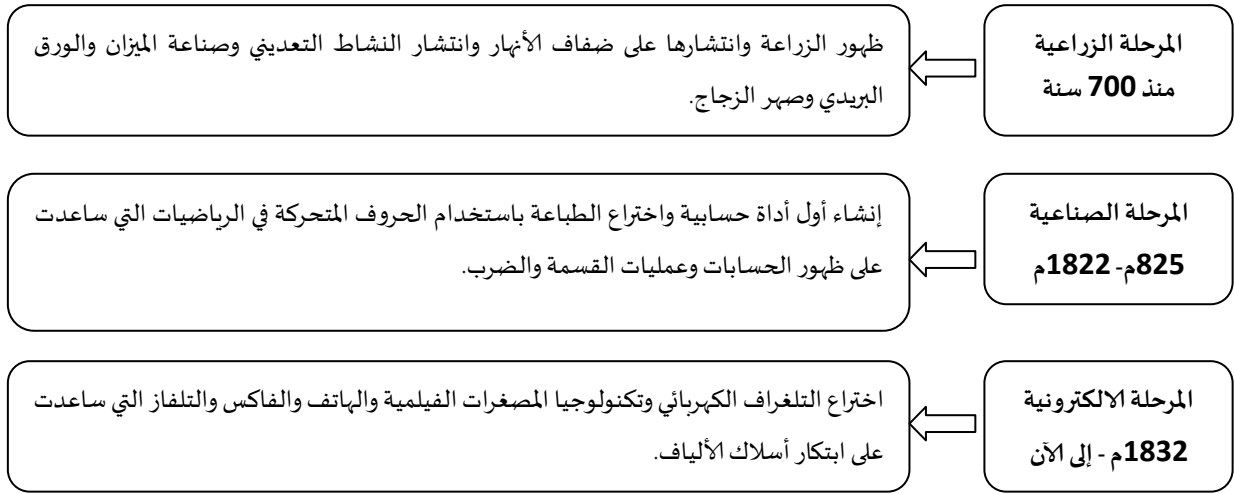 المرحلة الزراعية
منذ 700 سنة
ظهور الزراعة وانتشارها على ضفاف الأنهار وانتشار النشاط التعديني وصناعة الميزان والورق
البريدي وصهر الزجاج.
المرحلة الصناعية
825م- 1822م
إنشاء أول أداة حسابية واختراع الطباعة باستخدام الحروف المتحركة في الرياضيات التي ساعدت
على ظهور الحسابات وعمليات القسمة والضرب.
المرحلة الالكترونية
1832م - إلى الآن
اختراع التلغراف الكهربائي وتكنولوجيا المصغرات الفيلمية والهاتف والفاكس والتلفاز التي ساعدت
على ابتكار أسلاك الألياف.